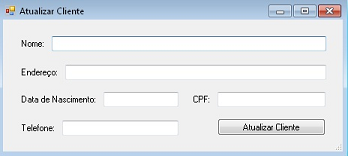 Atualizar Cliente
Nome:
Endereço:
Data de Nascimento: CPF:
Telefone: Atualizar Cliente